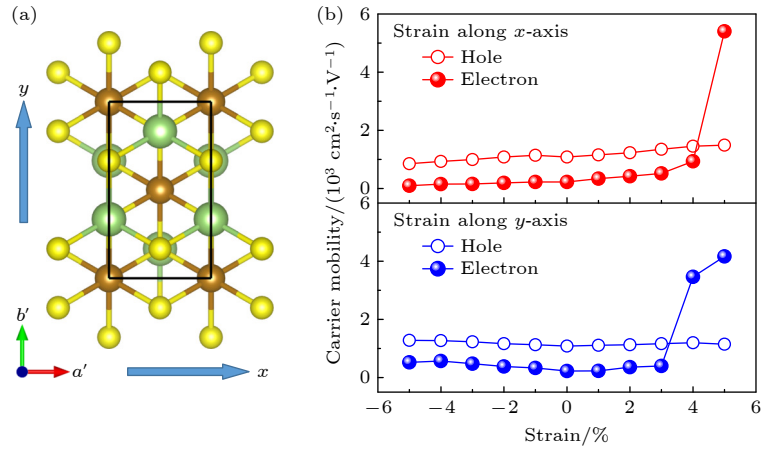 (a)
y
b′
a′
x
(b)
Carrier mobility/(10³ cm²·s⁻¹·V⁻¹)
6
4
2
0
Strain along x-axis
Hole
Electron
6
4
2
0
Strain along y-axis
Hole
Electron
−6 −4 −2 0 2 4 6
Strain/%